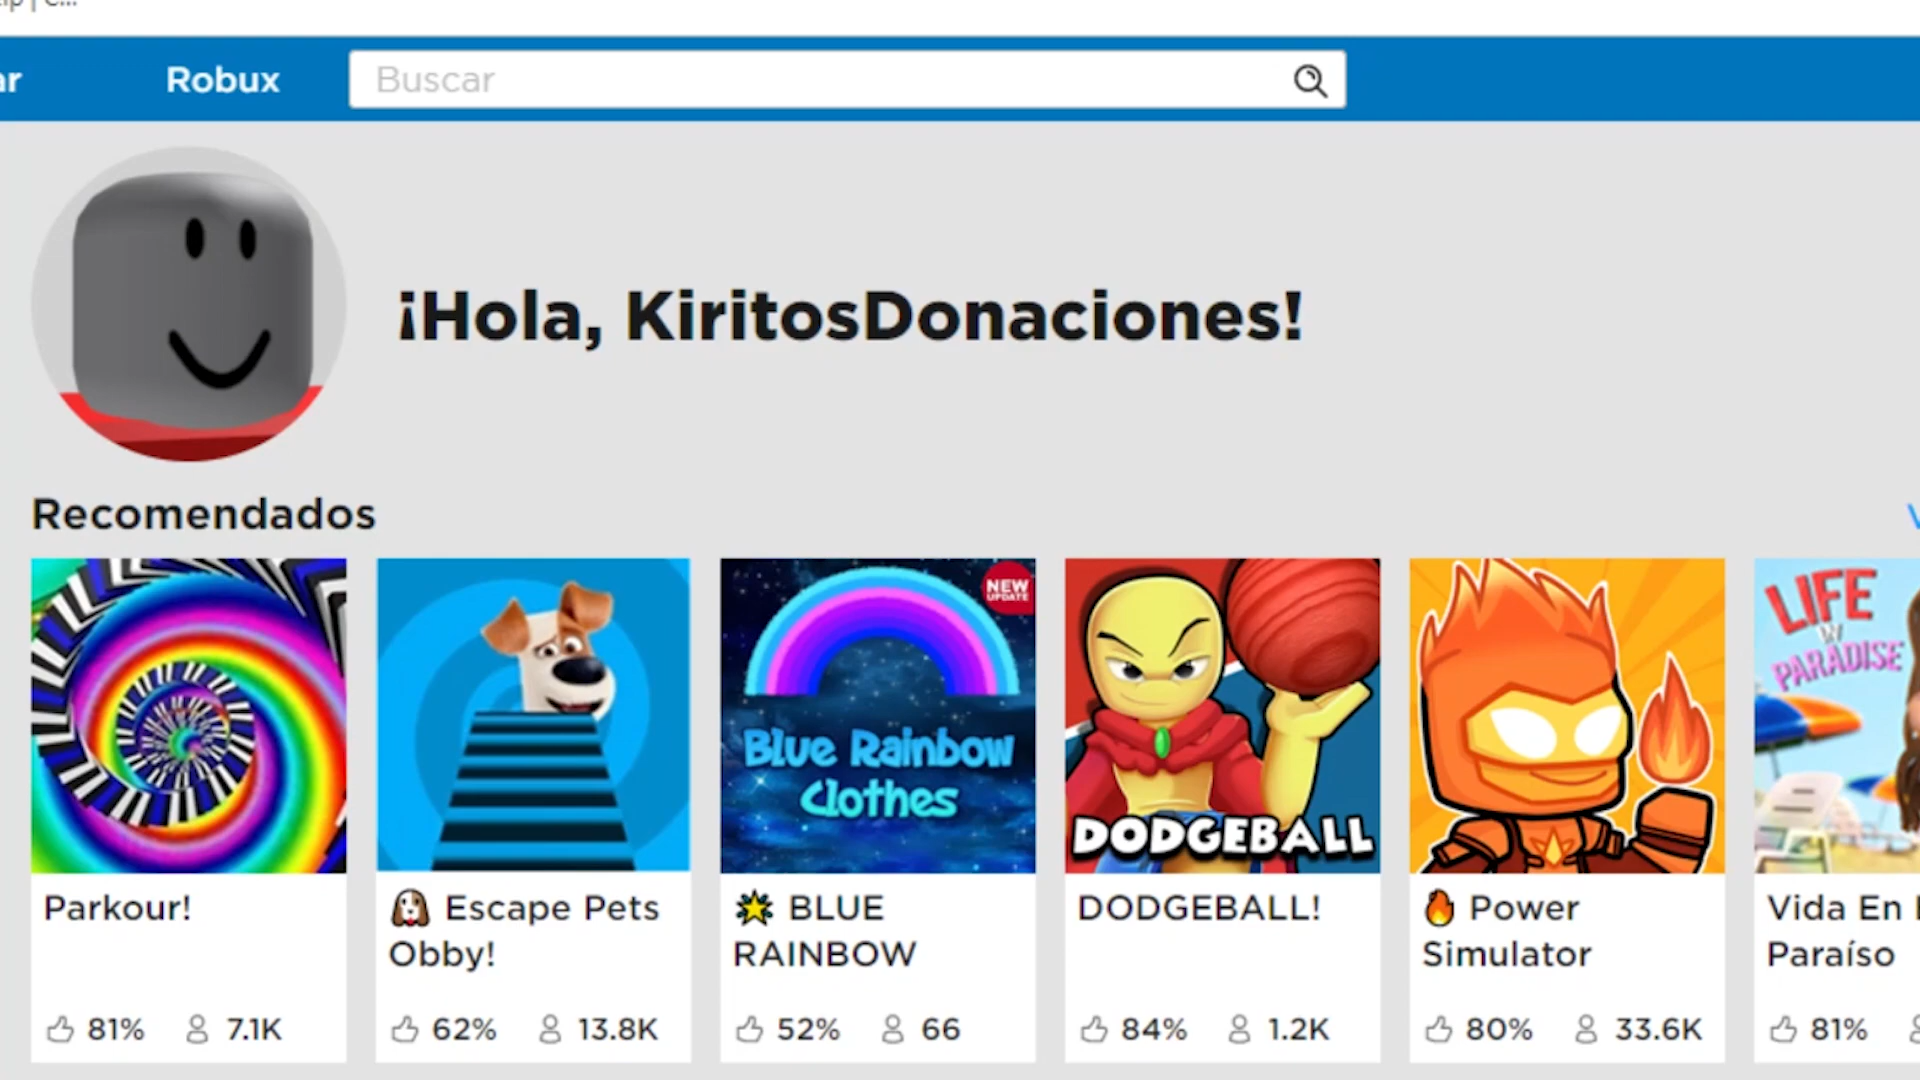 Robux
Buscar
¡Hola, KiritosDonaciones!
Recomendados
NEW
UPDATE
Blue Rainbow
Clothes
DODGEBALL
LIFE
IN
PARADISE
Parkour!
Escape Pets
Obby!
BLUE
RAINBOW
DODGEBALL!
Power
Simulator
Vida En
Paraíso
81% 7.1K
62% 13.8K
52% 66
84% 1.2K
80% 33.6K
81%